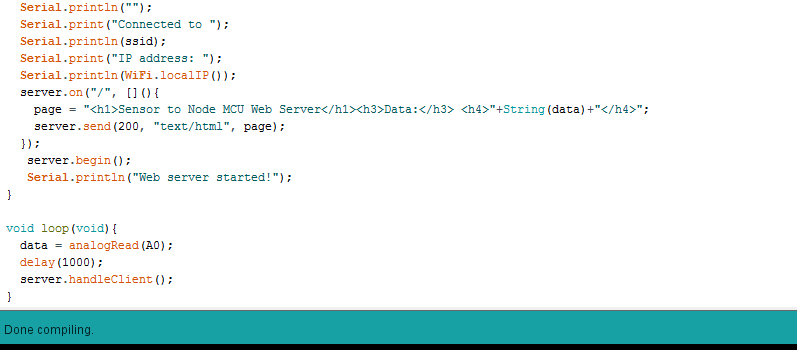 Serial.println("");
Serial.print("Connected to ");
Serial.println(ssid);
Serial.print("IP address: ");
Serial.println(WiFi.localIP());
server.on("/", [](){
page = "<h1>Sensor to Node MCU Web Server</h1><h3>Data:</h3> <h4>"+String(data)+"</h4>";
server.send(200, "text/html", page);
});
server.begin();
Serial.println("Web server started!");
}
void loop(void){
data = analogRead(A0);
delay(1000);
server.handleClient();
}
Done compiling.